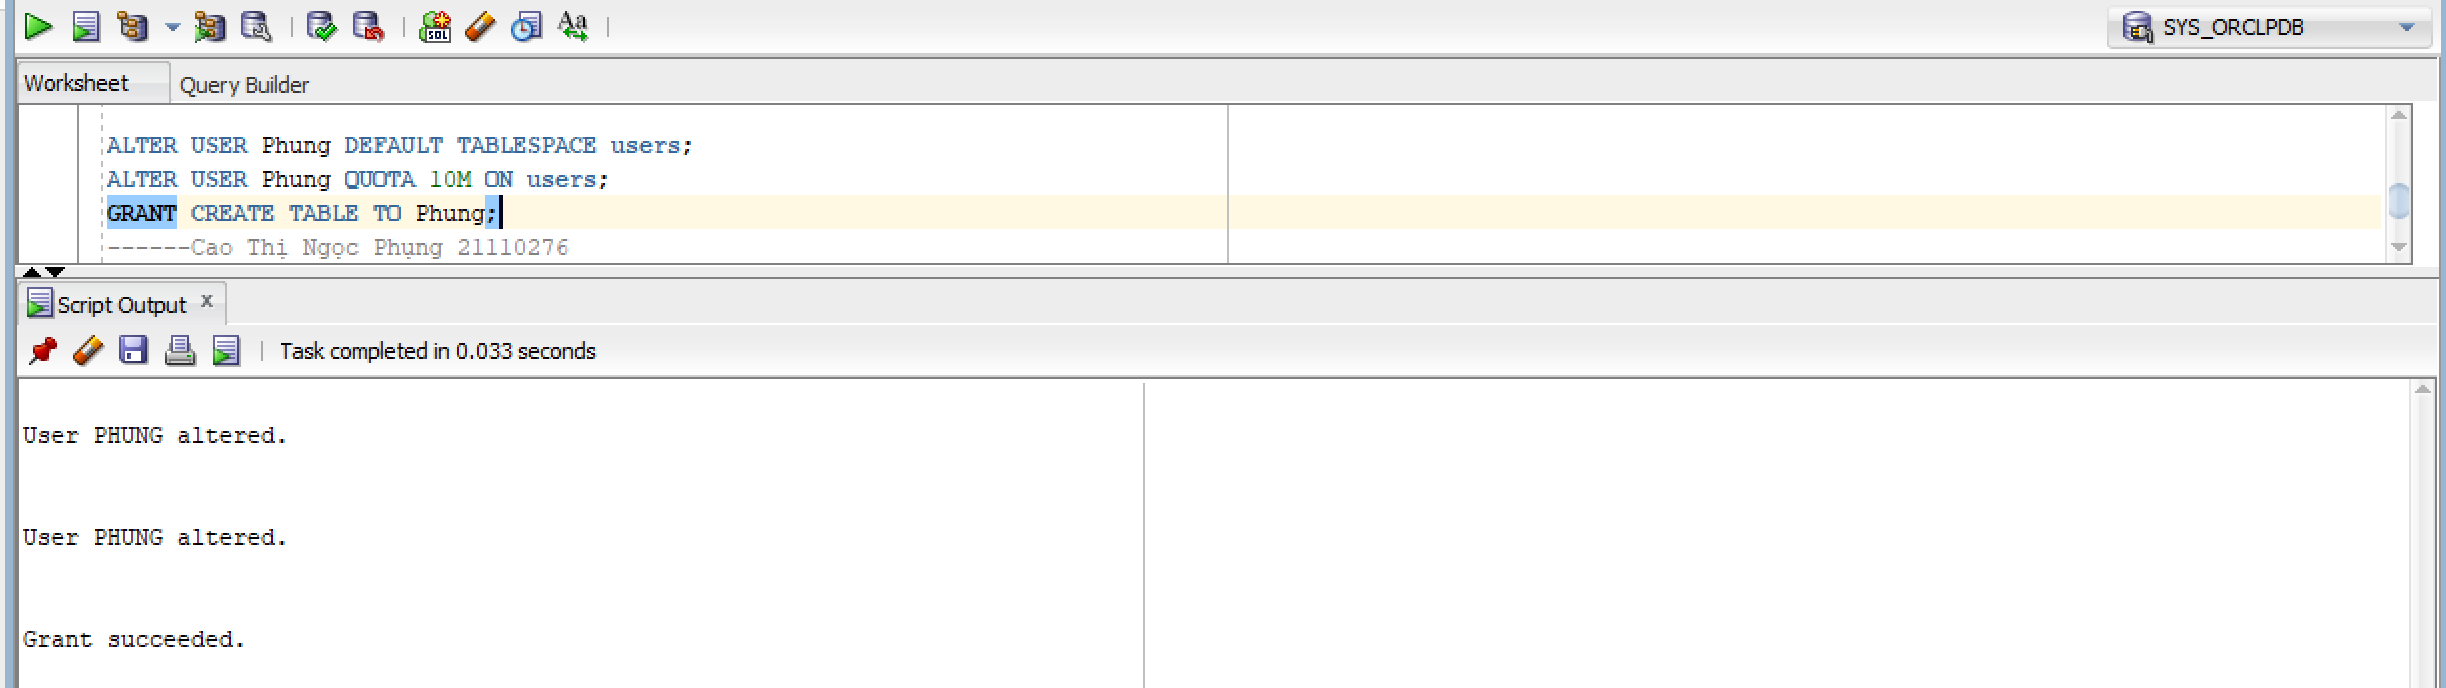 SYS_ORCLPDB
Worksheet Query Builder
ALTER USER Phung DEFAULT TABLESPACE users;
ALTER USER Phung QUOTA 10M ON users;
GRANT CREATE TABLE TO Phung;
------Cao Thị Ngọc Phụng 21110276
Script Output x
Task completed in 0.033 seconds
User PHUNG altered.
User PHUNG altered.
Grant succeeded.